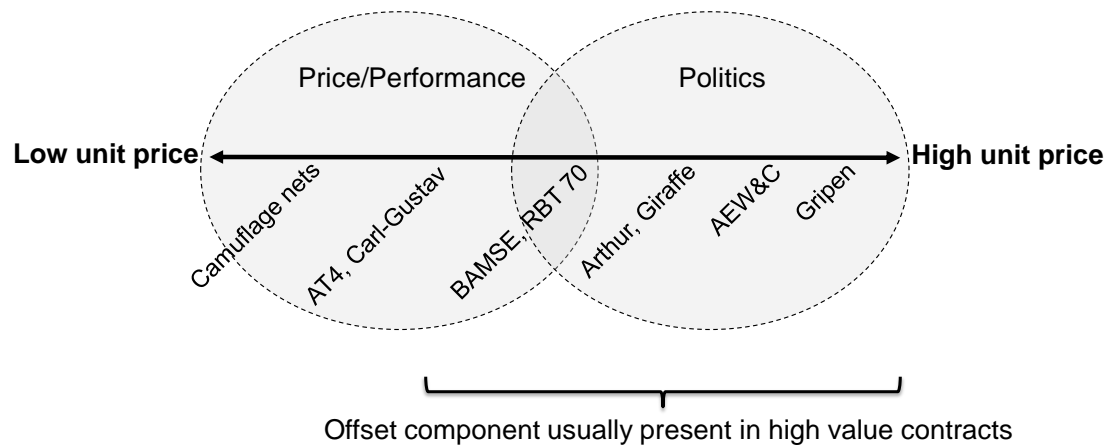 Price/Performance
Politics
Low unit price
High unit price
Camuflage nets
AT4, Carl-Gustav
BAMSE, RBT 70
Arthur, Giraffe
AEW&C
Gripen
Offset component usually present in high value contracts